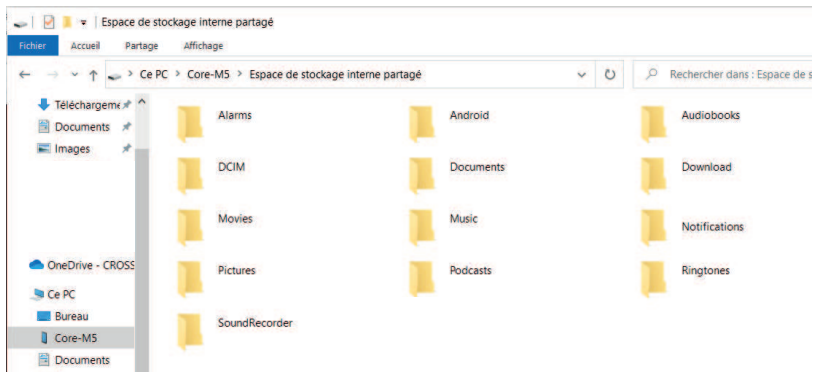 Espace de stockage interne partagé
Fichier Accueil Partage Affichage
Ce PC > Core-M5 > Espace de stockage interne partagé
Rechercher dans : Espace de s
Téléchargeme
Documents
Images
OneDrive - CROSS
Ce PC
Bureau
Core-M5
Documents
Alarms Android Audiobooks
DCIM Documents Download
Movies Music Notifications
Pictures Podcasts Ringtones
SoundRecorder